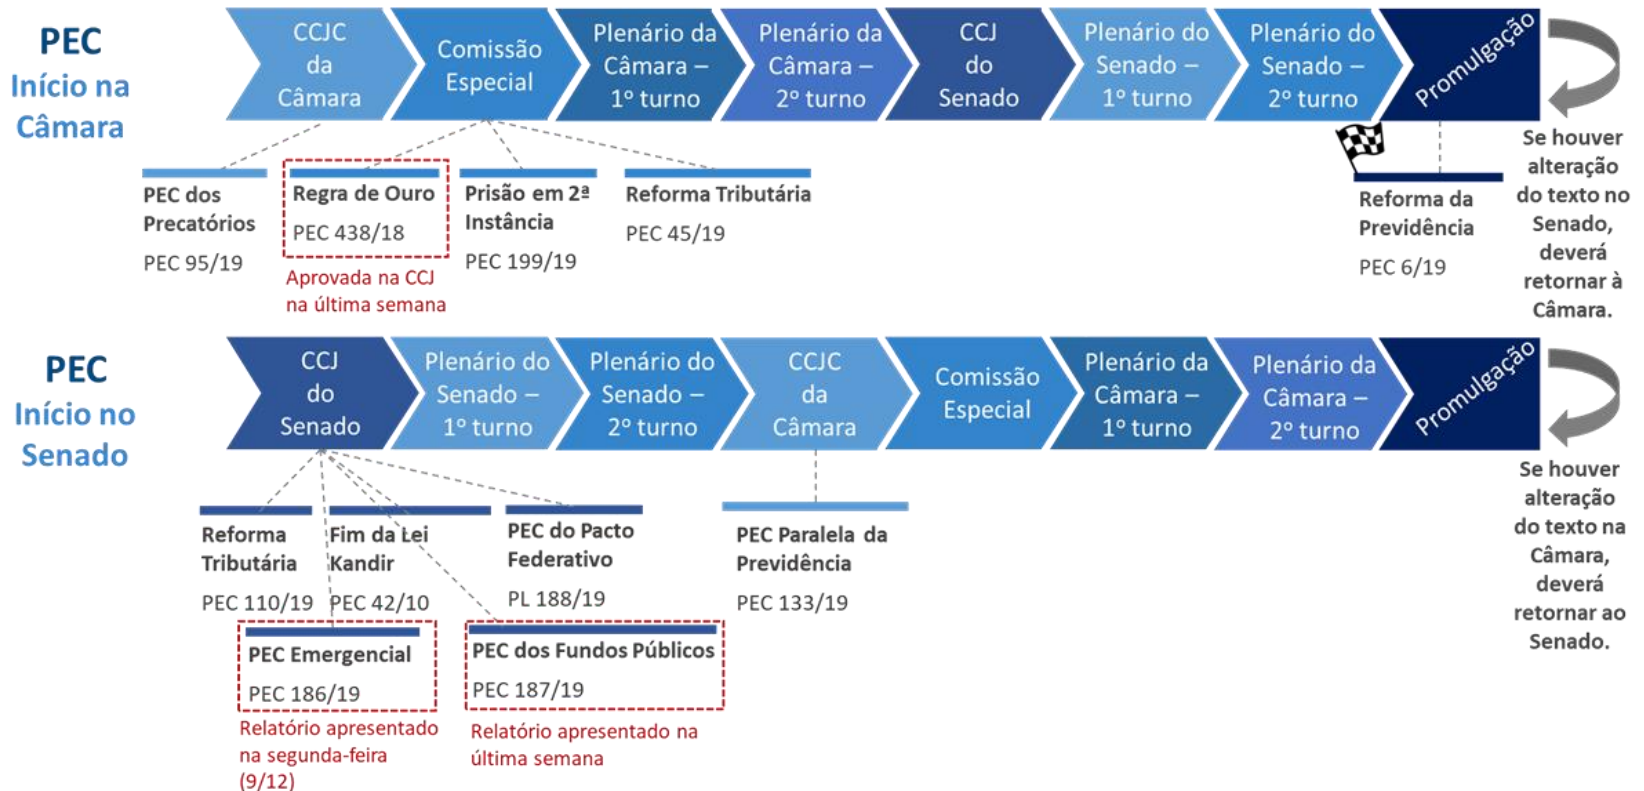 PEC
Início na
Câmara
CCJC
da
Câmara
Comissão
Especial
Plenário da
Câmara –
1º turno
Plenário da
Câmara –
2º turno
CCJ
do
Senado
Plenário do
Senado –
1º turno
Plenário do
Senado –
2º turno
Promulgação
Se houver
alteração
do texto no
Senado,
deverá
retornar à
Câmara.
PEC dos
Precatórios
PEC 95/19
Regra de Ouro
PEC 438/18
Aprovada na CCJ
na última semana
Prisão em 2ª
Instância
PEC 199/19
Reforma Tributária
PEC 45/19
Reforma da
Previdência
PEC 6/19
PEC
Início no
Senado
CCJ
do
Senado
Plenário do
Senado –
1º turno
Plenário do
Senado –
2º turno
CCJC
da
Câmara
Comissão
Especial
Plenário da
Câmara –
1º turno
Plenário da
Câmara –
2º turno
Promulgação
Se houver
alteração
do texto na
Câmara,
deverá
retornar ao
Senado.
Reforma
Tributária
PEC 110/19
Fim da Lei
Kandir
PEC 42/10
PEC do Pacto
Federativo
PL 188/19
PEC Paralela da
Previdência
PEC 133/19
PEC Emergencial
PEC 186/19
Relatório apresentado
na segunda-feira
(9/12)
PEC dos Fundos Públicos
PEC 187/19
Relatório apresentado na
última semana